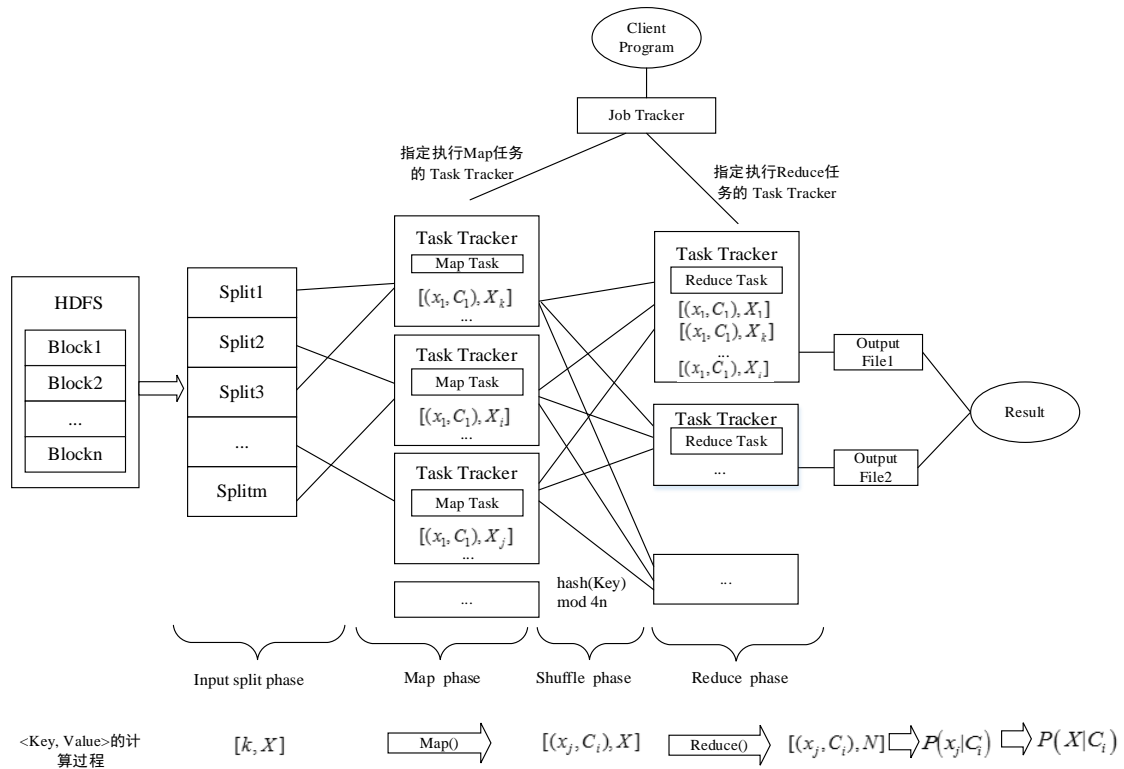 Client
Program
Job Tracker
指定执行Map任务
的 Task Tracker
指定执行Reduce任
务的 Task Tracker
HDFS
Block1
Block2
...
Blockn
Split1
Split2
Split3
...
Splitm
Task Tracker
Map Task
[(x₁, C₁), Xₖ]
...
Task Tracker
Map Task
[(x₁, C₁), Xᵢ]
...
Task Tracker
Map Task
[(x₁, C₁), Xⱼ]
...
...
hash(Key)
mod 4n
Task Tracker
Reduce Task
[(x₁, C₁), X₁]
[(x₁, C₁), Xₖ]
...
[(x₁, C₁), Xᵢ]
Task Tracker
Reduce Task
...
...
Output
File1
Output
File2
Result
Input split phase
Map phase
Shuffle phase
Reduce phase
<Key, Value>的计
算过程
[k, X]
Map()
[(xⱼ, Cᵢ), X]
Reduce()
[(xⱼ, Cᵢ), N]
P(xⱼ|Cᵢ)
P(X|Cᵢ)